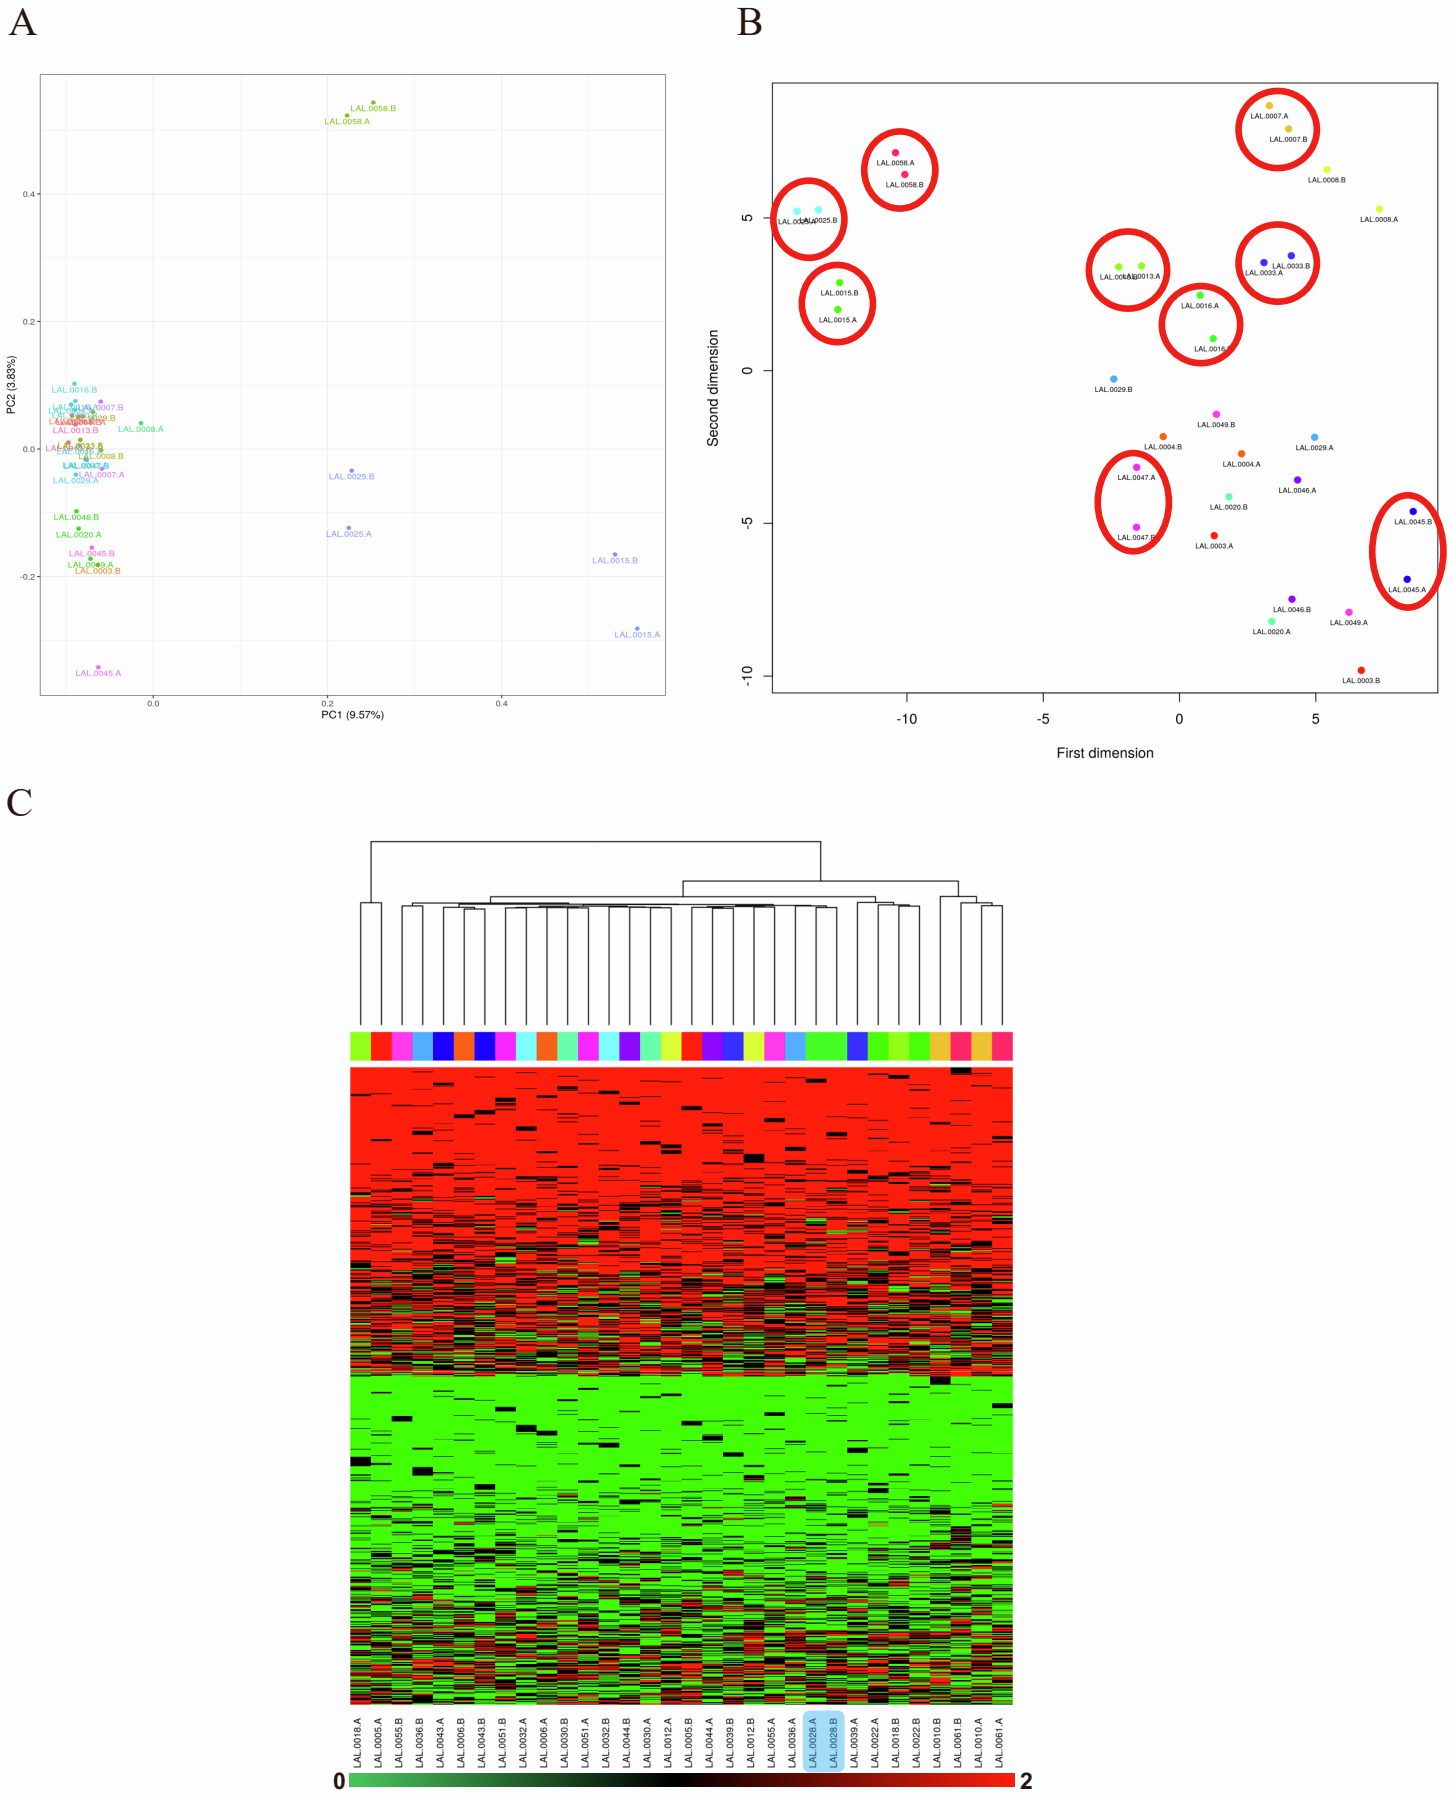 A
B
LAL.0058.B
LAL.0058.A
0.4
0.2
0.0
-0.2
PC2 (3.83%)
LAL.0016.B
LAL.0007.B
LAL.0008.A
LAL.0013.B
LAL.0033.B
LAL.0008.B
LAL.0007.A
LAL.0029.A
LAL.0025.B
LAL.0046.B
LAL.0020.A
LAL.0025.A
LAL.0045.B
LAL.0049.A
LAL.0003.B
LAL.0015.B
LAL.0015.A
LAL.0045.A
0.0
0.2
0.4
PC1 (9.57%)
LAL.0007.A
LAL.0007.B
LAL.0058.A
LAL.0058.B
LAL.0008.B
LAL.0008.A
LAL.0025.A
LAL.0025.B
LAL.0013.A
LAL.0033.B
LAL.0033.A
LAL.0015.B
LAL.0016.A
LAL.0015.A
LAL.0016
LAL.0029.B
LAL.0049.B
LAL.0004.B
LAL.0029.A
LAL.0004.A
LAL.0047.A
LAL.0046.A
LAL.0020.B
LAL.0045.B
LAL.0047.B
LAL.0003.A
LAL.0045.A
LAL.0046.B
LAL.0049.A
LAL.0020.A
LAL.0003.B
5
0
-5
-10
Second dimension
-10
-5
0
5
First dimension
C
LAL.0018.A
LAL.0005.A
LAL.0055.B
LAL.0036.B
LAL.0043.A
LAL.0006.B
LAL.0043.B
LAL.0051.B
LAL.0032.A
LAL.0006.A
LAL.0030.B
LAL.0051.A
LAL.0032.B
LAL.0044.B
LAL.0030.A
LAL.0012.A
LAL.0005.B
LAL.0044.A
LAL.0039.B
LAL.0012.B
LAL.0055.A
LAL.0036.A
LAL.0028.A
LAL.0028.B
LAL.0039.A
LAL.0022.A
LAL.0018.B
LAL.0022.B
LAL.0010.B
LAL.0061.B
LAL.0010.A
LAL.0061.A
0
2